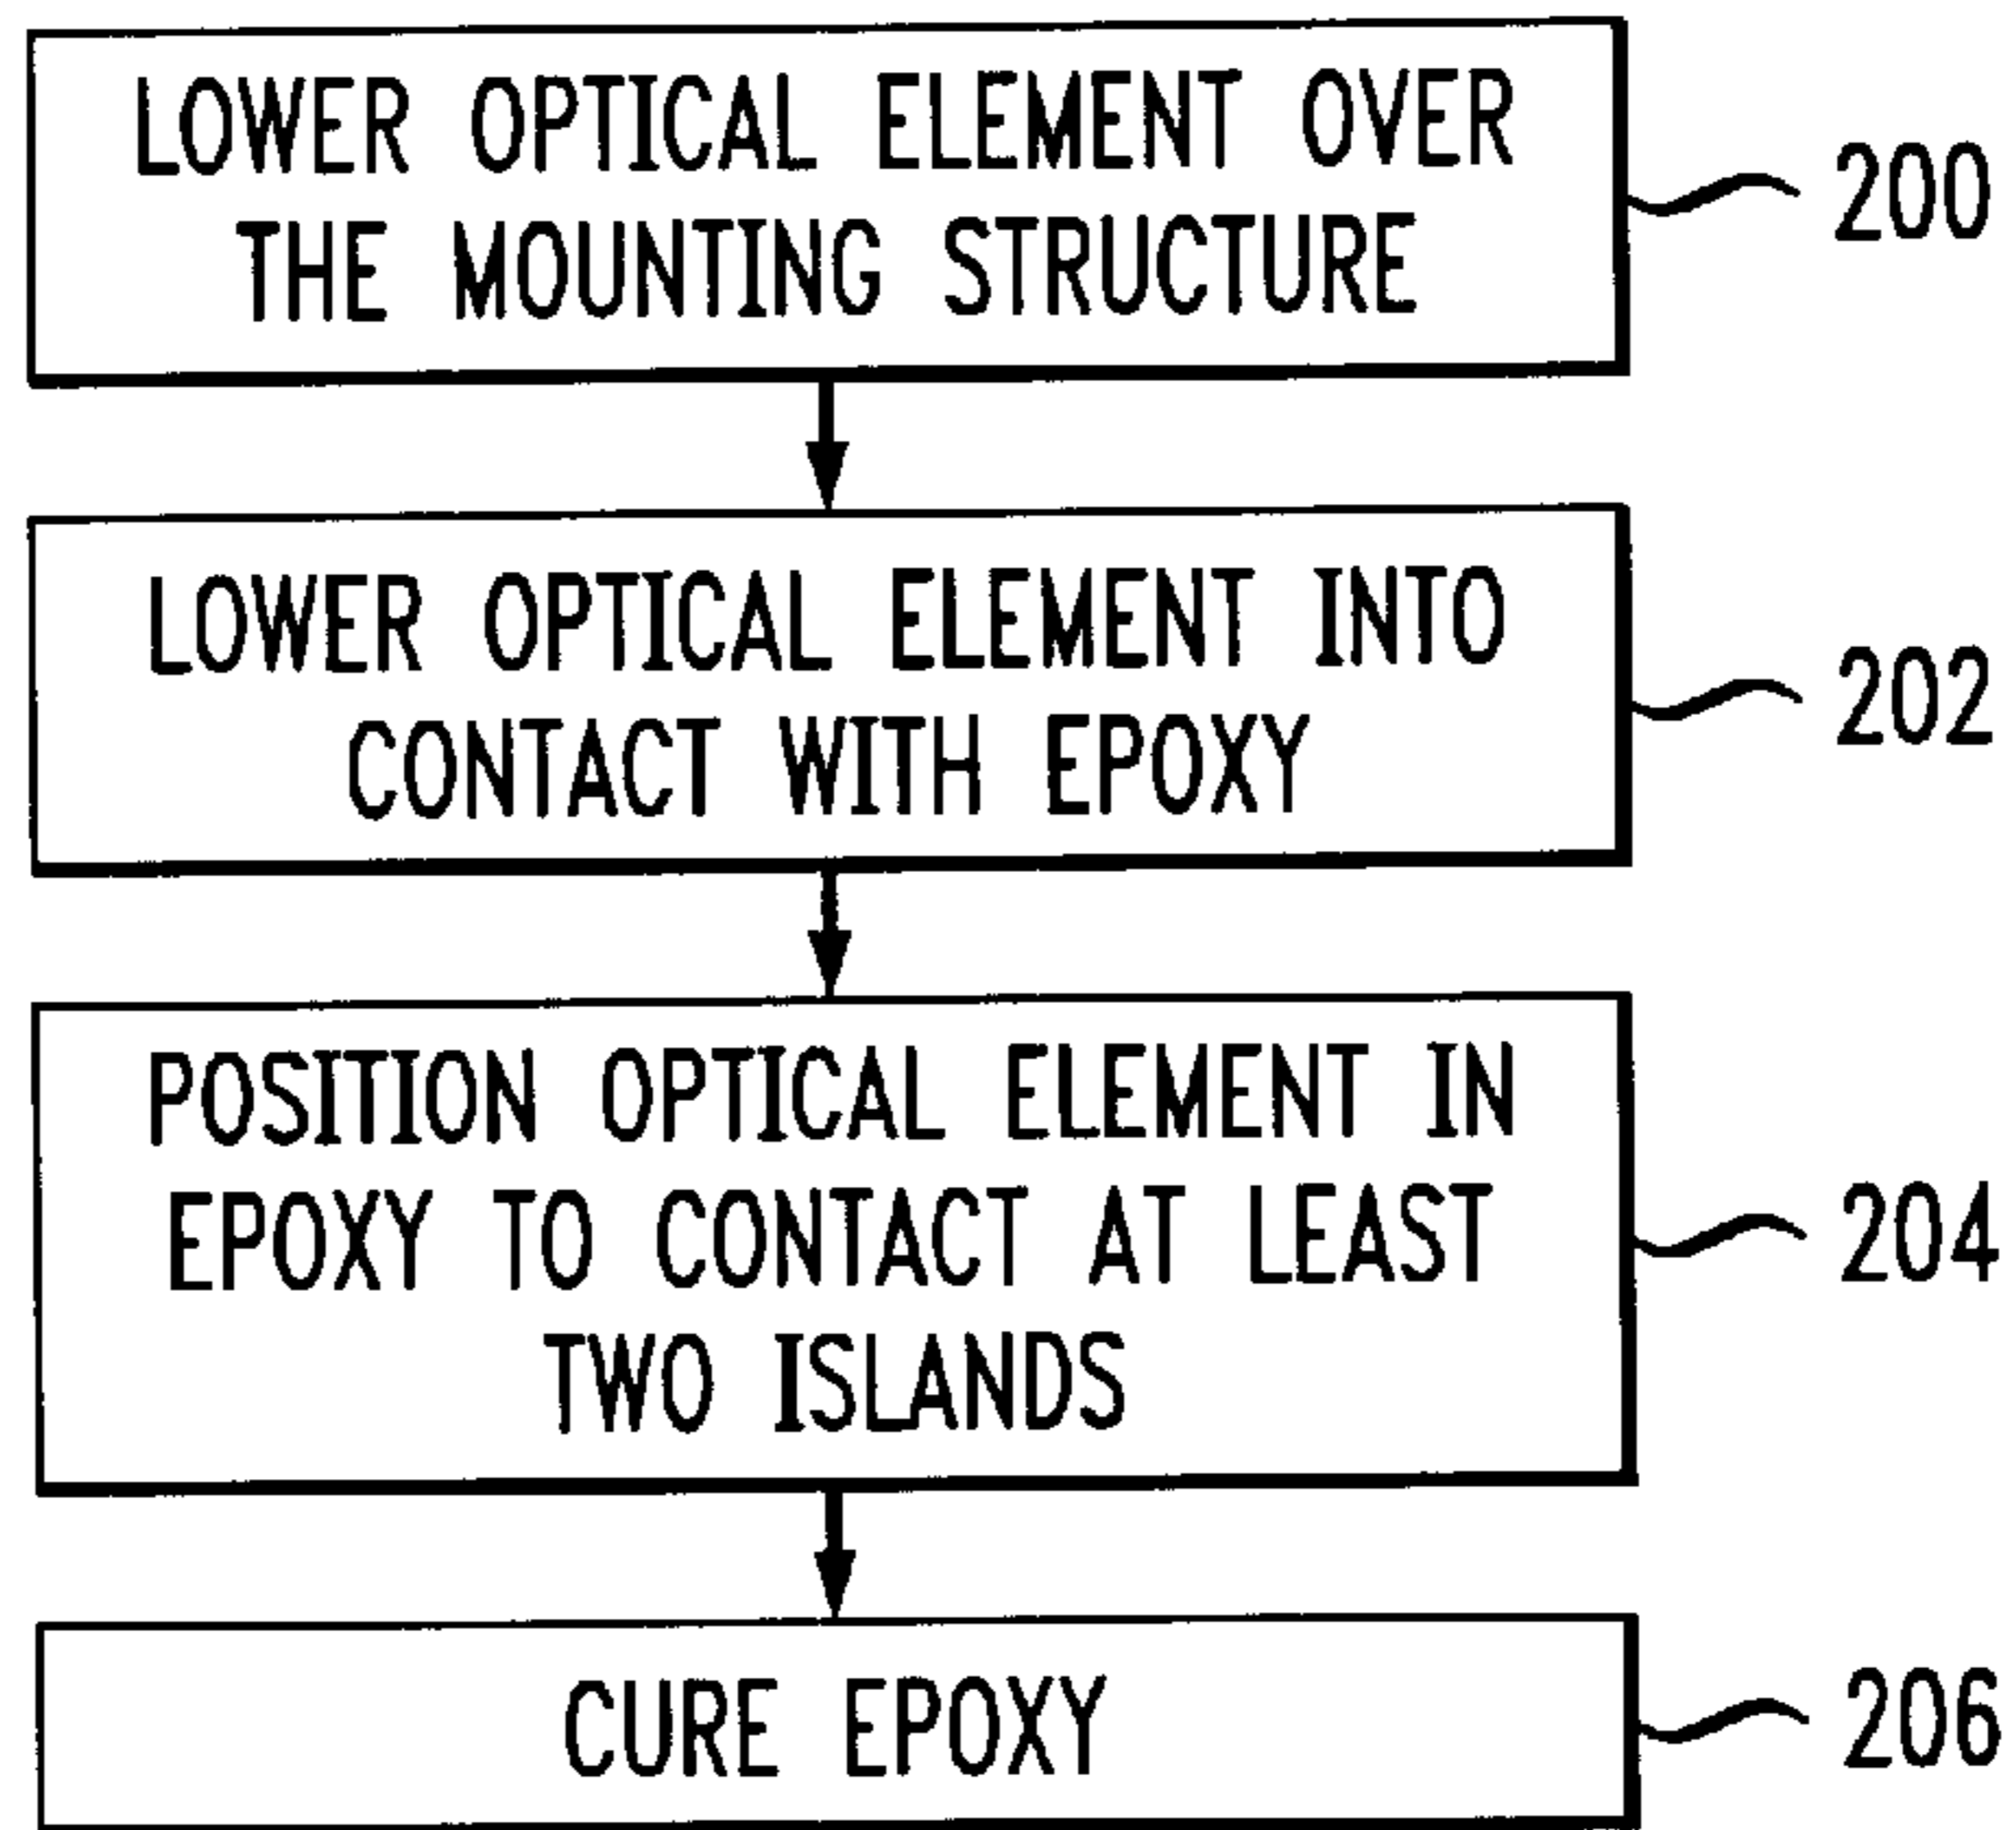 LOWER OPTICAL ELEMENT OVER
THE MOUNTING STRUCTURE
200
LOWER OPTICAL ELEMENT INTO
CONTACT WITH EPOXY
202
POSITION OPTICAL ELEMENT IN
EPOXY TO CONTACT AT LEAST
TWO ISLANDS
204
CURE EPOXY
206